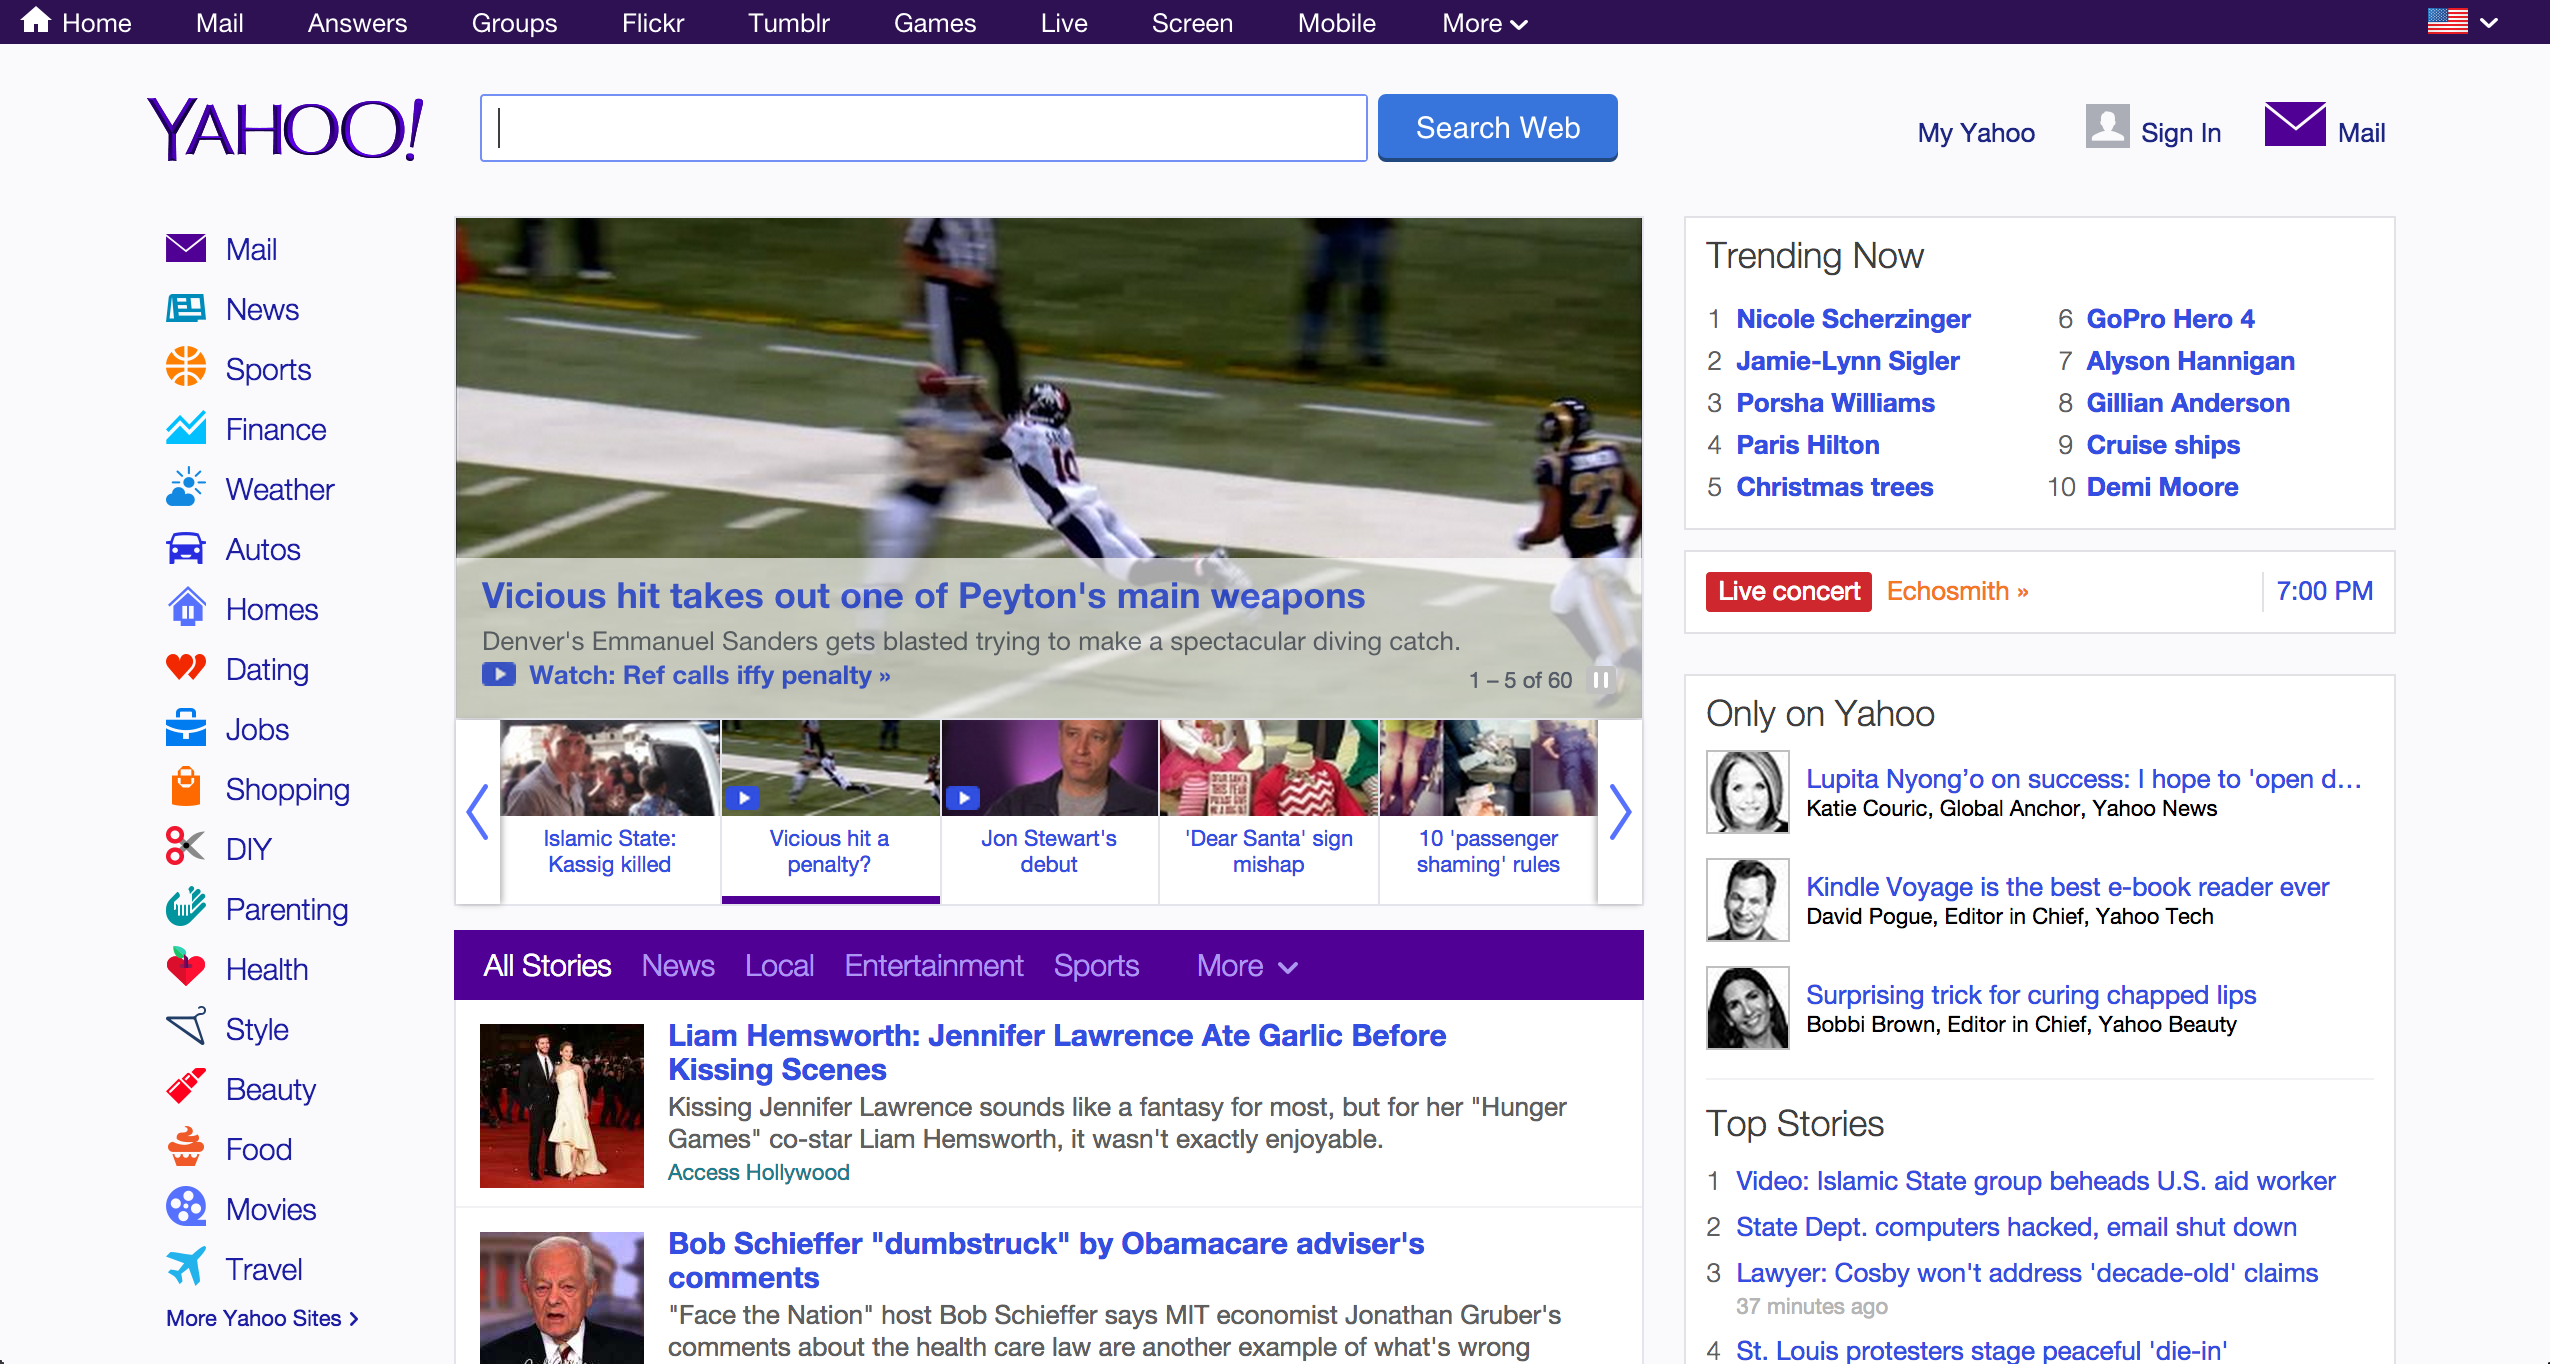 Home Mail Answers Groups Flickr Tumblr Games Live Screen Mobile More
YAHOO!
Search Web
My Yahoo Sign In Mail
Mail
News
Sports
Finance
Weather
Autos
Homes
Dating
Jobs
Shopping
DIY
Parenting
Health
Style
Beauty
Food
Movies
Travel
More Yahoo Sites >
Vicious hit takes out one of Peyton's main weapons
Denver's Emmanuel Sanders gets blasted trying to make a spectacular diving catch.
Watch: Ref calls iffy penalty »
1 – 5 of 60
Islamic State:
Kassig killed
Vicious hit a
penalty?
Jon Stewart's
debut
'Dear Santa' sign
mishap
10 'passenger
shaming' rules
All Stories News Local Entertainment Sports More
Liam Hemsworth: Jennifer Lawrence Ate Garlic Before
Kissing Scenes
Kissing Jennifer Lawrence sounds like a fantasy for most, but for her "Hunger
Games" co-star Liam Hemsworth, it wasn't exactly enjoyable.
Access Hollywood
Bob Schieffer "dumbstruck" by Obamacare adviser's
comments
"Face the Nation" host Bob Schieffer says MIT economist Jonathan Gruber's
comments about the health care law are another example of what's wrong
Trending Now
1 Nicole Scherzinger
2 Jamie-Lynn Sigler
3 Porsha Williams
4 Paris Hilton
5 Christmas trees
6 GoPro Hero 4
7 Alyson Hannigan
8 Gillian Anderson
9 Cruise ships
10 Demi Moore
Live concert Echosmith » 7:00 PM
Only on Yahoo
Lupita Nyong’o on success: I hope to 'open d…
Katie Couric, Global Anchor, Yahoo News
Kindle Voyage is the best e-book reader ever
David Pogue, Editor in Chief, Yahoo Tech
Surprising trick for curing chapped lips
Bobbi Brown, Editor in Chief, Yahoo Beauty
Top Stories
1 Video: Islamic State group beheads U.S. aid worker
2 State Dept. computers hacked, email shut down
3 Lawyer: Cosby won't address 'decade-old' claims
37 minutes ago
4 St. Louis protesters stage peaceful 'die-in'